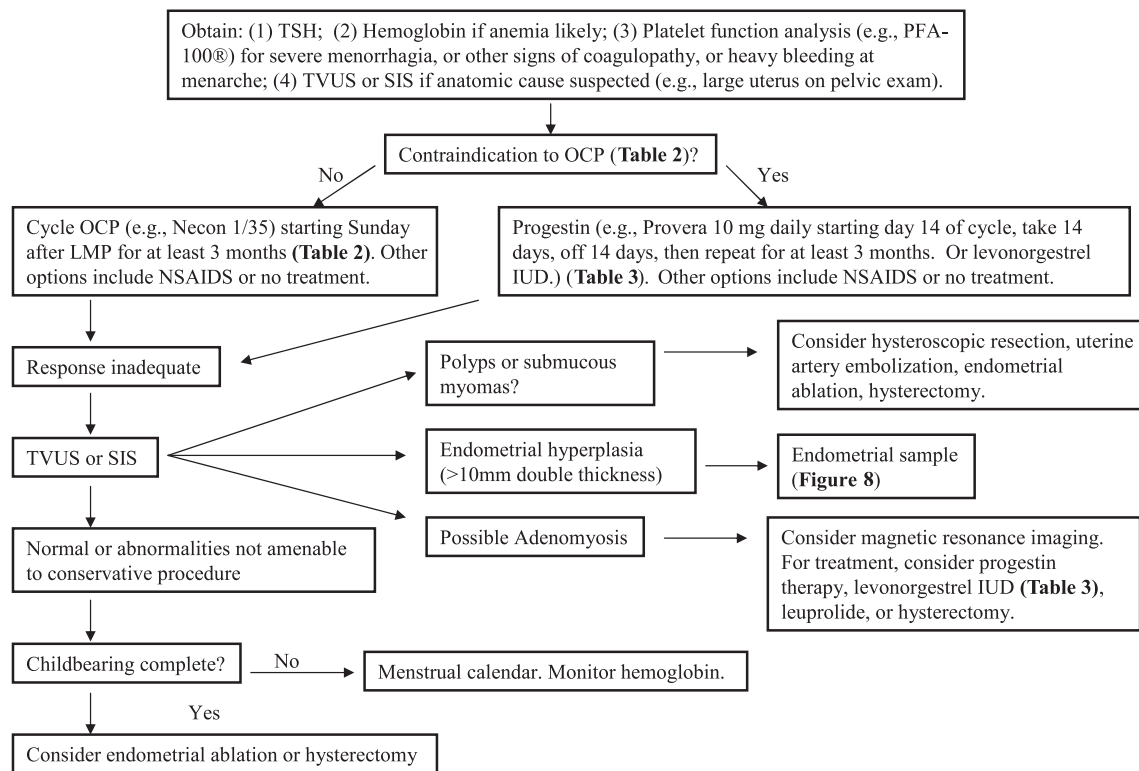 Obtain: (1) TSH; (2) Hemoglobin if anemia likely; (3) Platelet function analysis (e.g., PFA-
100®) for severe menorrhagia, or other signs of coagulopathy, or heavy bleeding at
menarche; (4) TVUS or SIS if anatomic cause suspected (e.g., large uterus on pelvic exam).
Contraindication to OCP (Table 2)?
No
Yes
Cycle OCP (e.g., Necon 1/35) starting Sunday
after LMP for at least 3 months (Table 2). Other
options include NSAIDS or no treatment.
Progestin (e.g., Provera 10 mg daily starting day 14 of cycle, take 14
days, off 14 days, then repeat for at least 3 months. Or levonorgestrel
IUD.) (Table 3). Other options include NSAIDS or no treatment.
Response inadequate
Polyps or submucous
myomas?
Consider hysteroscopic resection, uterine
artery embolization, endometrial
ablation, hysterectomy.
TVUS or SIS
Endometrial hyperplasia
(>10mm double thickness)
Endometrial sample
(Figure 8)
Possible Adenomyosis
Consider magnetic resonance imaging.
For treatment, consider progestin
therapy, levonorgestrel IUD (Table 3),
leuprolide, or hysterectomy.
Normal or abnormalities not amenable
to conservative procedure
Childbearing complete?
No
Menstrual calendar. Monitor hemoglobin.
Yes
Consider endometrial ablation or hysterectomy